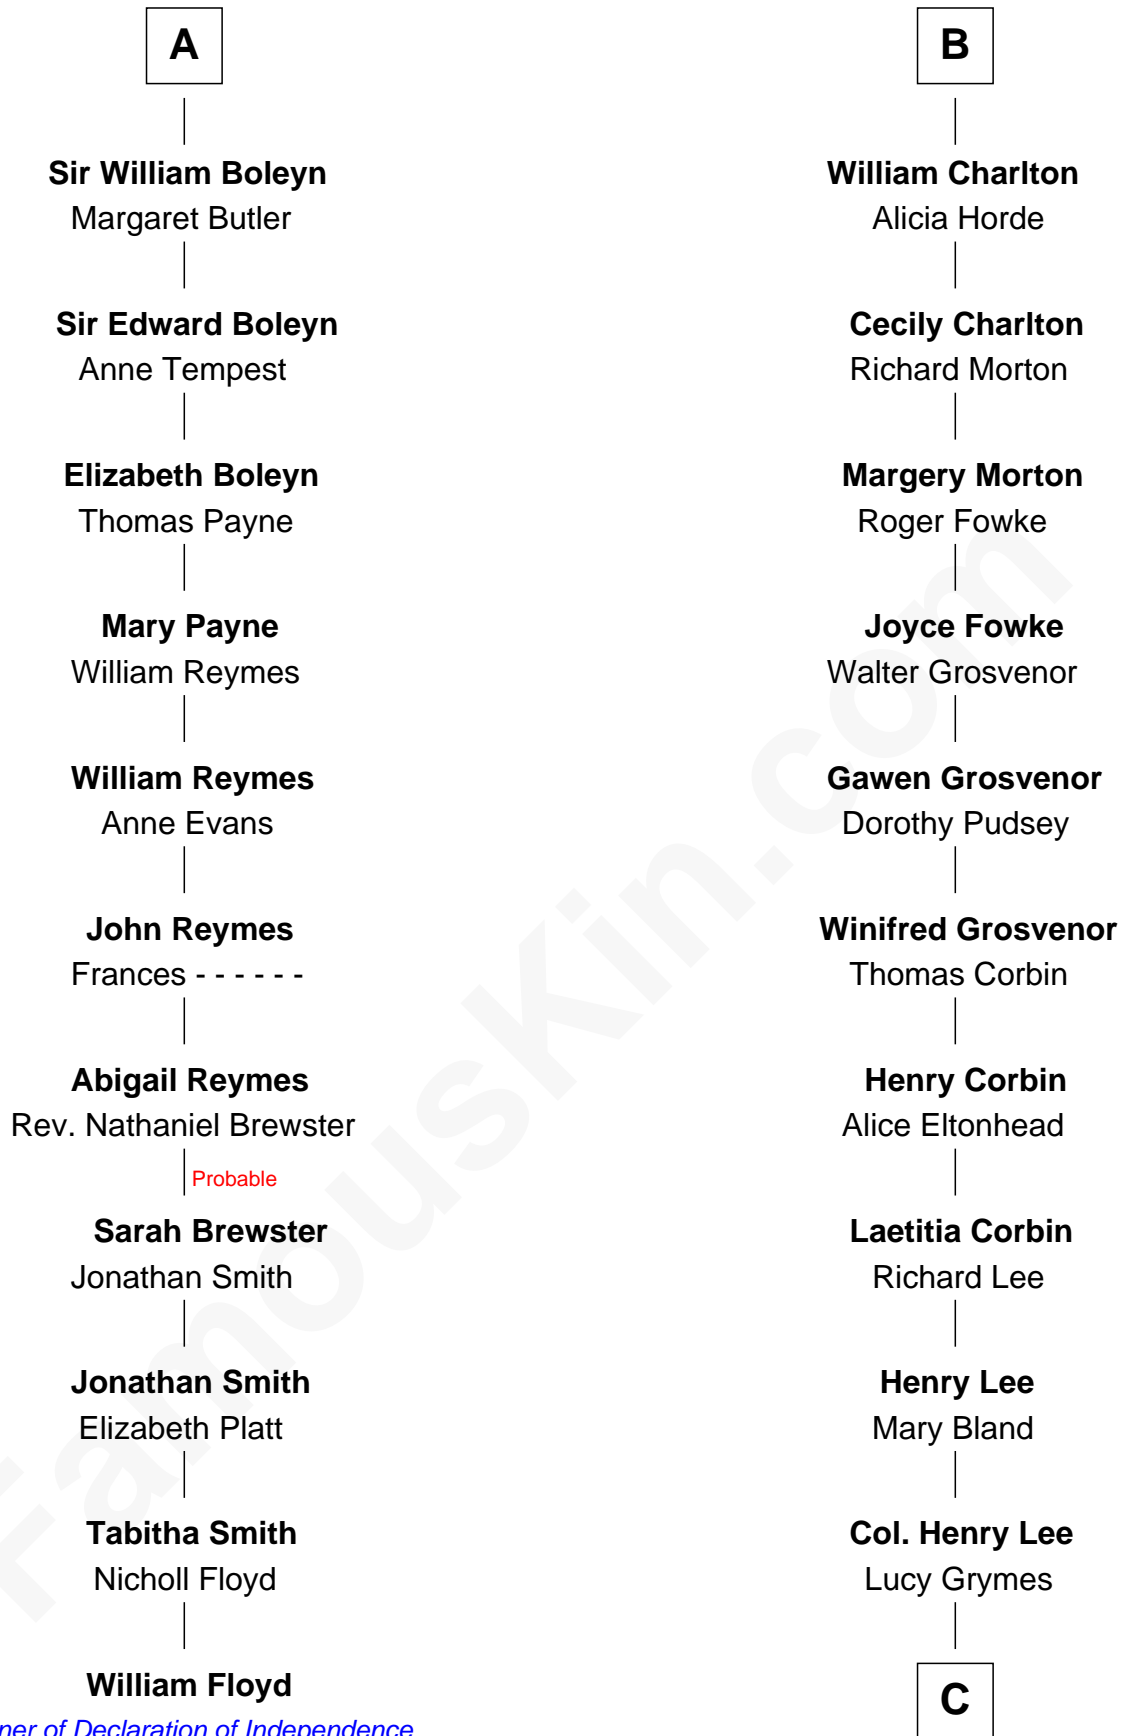 A
Sir William Boleyn
Margaret Butler
Sir Edward Boleyn
Anne Tempest
Elizabeth Boleyn
Thomas Payne
Mary Payne
William Reymes
William Reymes
Anne Evans
John Reymes
Frances - - - - - -
Abigail Reymes
Rev. Nathaniel Brewster
Probable
Sarah Brewster
Jonathan Smith
Jonathan Smith
Elizabeth Platt
Tabitha Smith
Nicholl Floyd
William Floyd
ner of Declaration of Independence
B
William Charlton
Alicia Horde
Cecily Charlton
Richard Morton
Margery Morton
Roger Fowke
Joyce Fowke
Walter Grosvenor
Gawen Grosvenor
Dorothy Pudsey
Winifred Grosvenor
Thomas Corbin
Henry Corbin
Alice Eltonhead
Laetitia Corbin
Richard Lee
Henry Lee
Mary Bland
Col. Henry Lee
Lucy Grymes
C
FamousKin.com